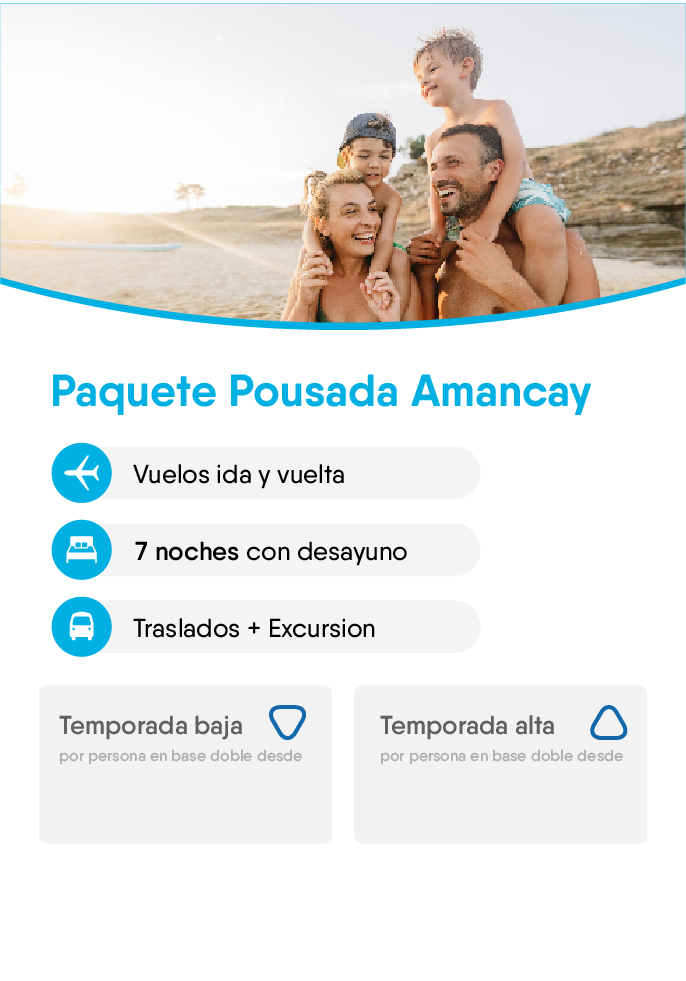 Paquete Pousada Amancay
Vuelos ida y vuelta
7 noches con desayuno
Traslados + Excursion
Temporada baja
por persona en base doble desde
Temporada alta
por persona en base doble desde